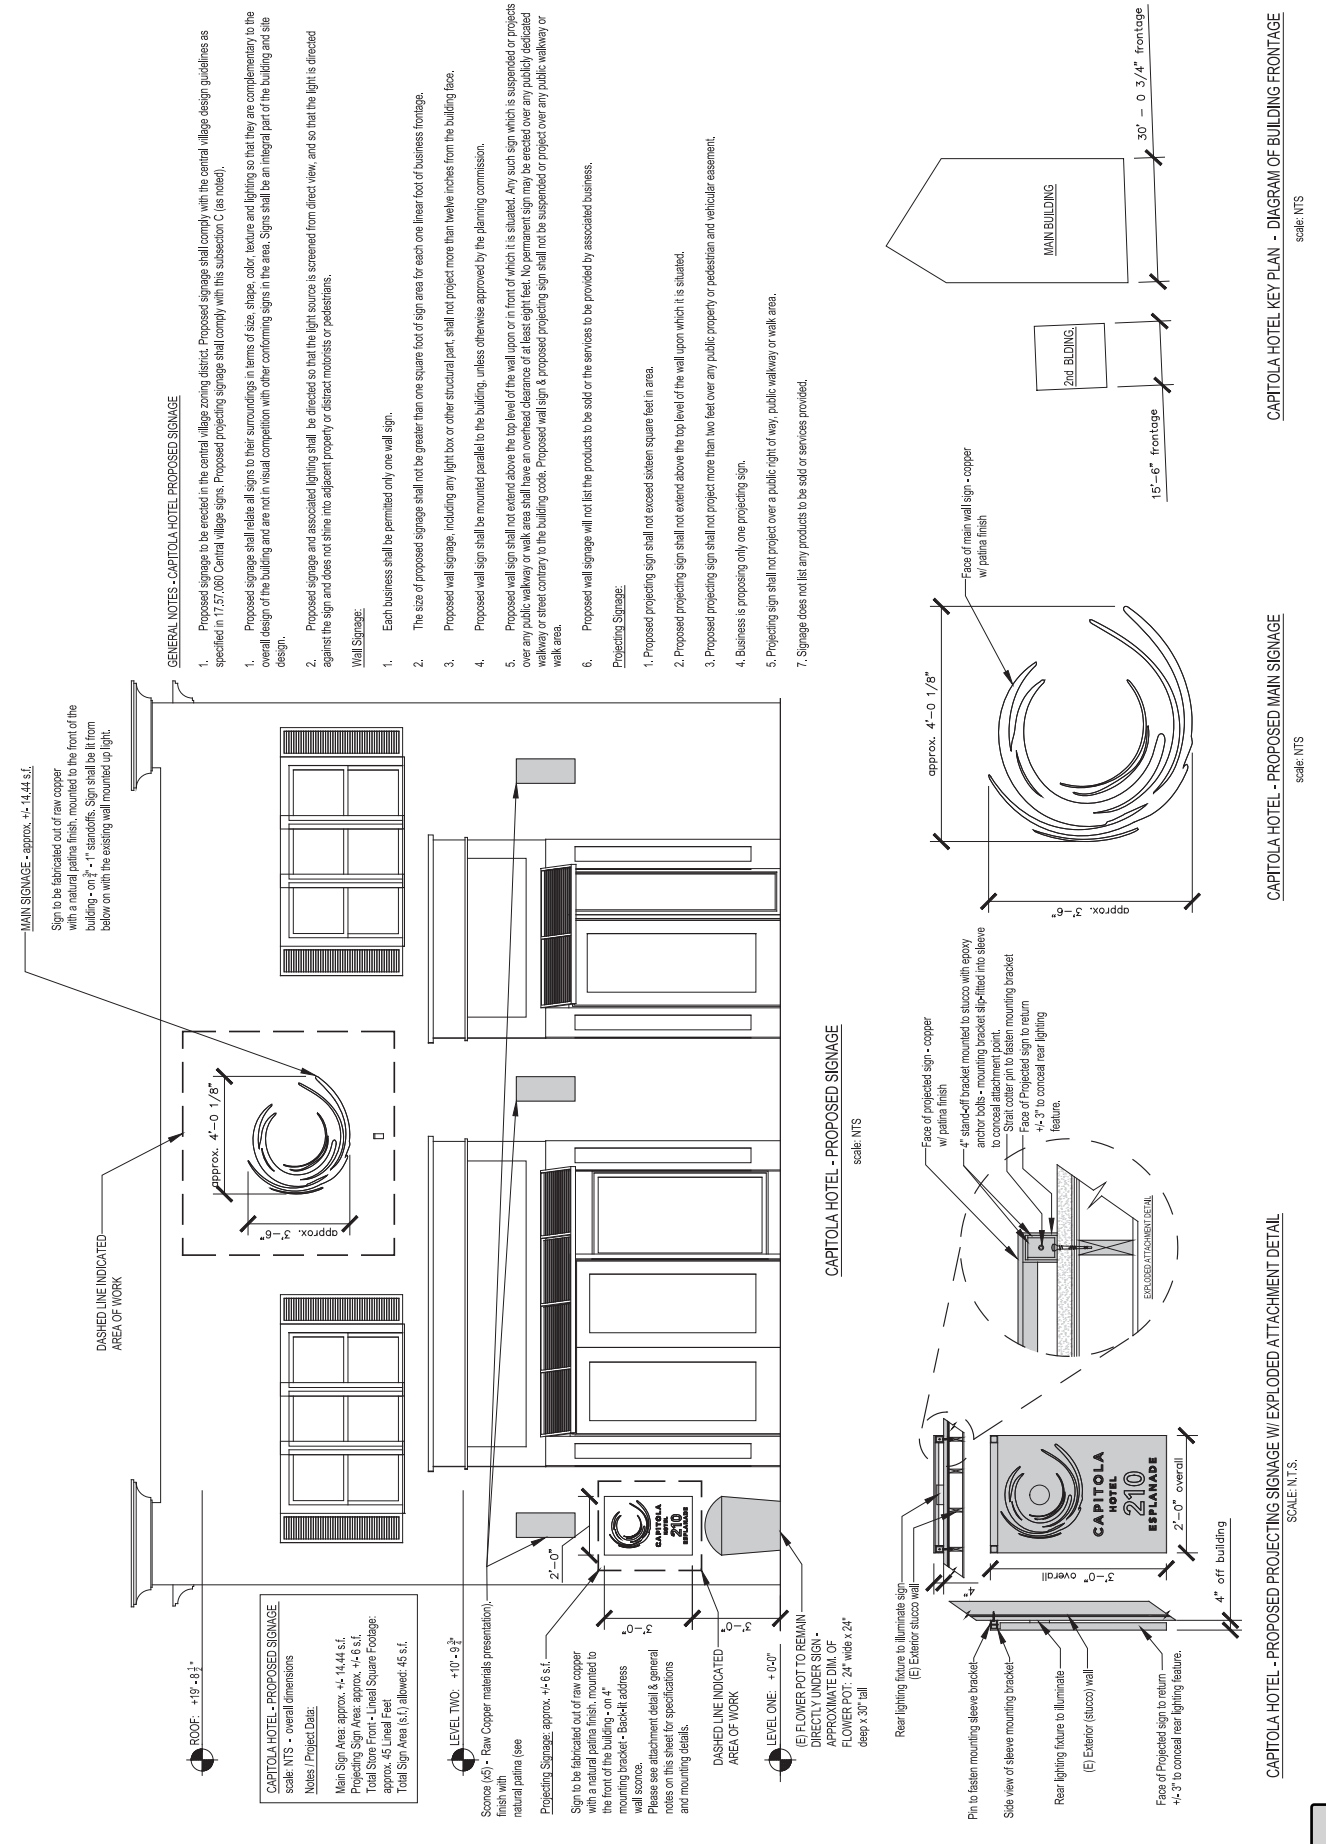 MAIN SIGNAGE - approx. +/- 14.44 s.f.
Sign to be fabricated out of raw copper
with a natural patina finish, mounted to the front of the
building - on 3/4" - 1" standoffs. Sign shall be lit from
below on with the existing wall mounted up light.
DASHED LINE INDICATED
AREA OF WORK
approx. 4'-0 1/8"
approx. 3'-6"
ROOF: +19' - 8 1/2"
CAPITOLA HOTEL - PROPOSED SIGNAGE
scale: NTS - overall dimensions
Notes / Project Data:
Main Sign Area: approx. +/- 14.44 s.f.
Projecting Sign Area: approx. +/- 6 s.f.
Total Store Front - Lineal Square Footage:
approx. 45 Lineal Feet
Total Sign Area (s.f.) allowed: 45 s.f.
LEVEL TWO: +10' - 9 3/4"
Sconce (x5) - Raw Copper materials presentation).
finish with
natural patina (see
Projecting Signage: approx. +/- 6 s.f.
Sign to be fabricated out of raw copper
with a natural patina finish, mounted to
the front of the building - on 4"
mounting bracket - Back-lit address
wall sconce.
Please see attachment detail & general
notes on this sheet for specifications
and mounting details.
2'-0"
CAPITOLA
HOTEL
210
ESPLANADE
3'-0"
3'-0"
DASHED LINE INDICATED
AREA OF WORK
LEVEL ONE: + 0'-0"
(E) FLOWER POT TO REMAIN
DIRECTLY UNDER SIGN -
APPROXIMATE DIM. OF
FLOWER POT: 24" wide x 24"
deep x 30" tall
CAPITOLA HOTEL - PROPOSED SIGNAGE
scale: NTS
GENERAL NOTES - CAPITOLA HOTEL PROPOSED SIGNAGE
1. Proposed signage to be erected in the central village zoning district. Proposed signage shall comply with the central village design guidelines as
specified in 17.57.060 Central village signs, Proposed projecting signage shall comply with this subsection C (as noted).
1. Proposed signage shall relate all signs to their surroundings in terms of size, shape, color, texture and lighting so that they are complementary to the
overall design of the building and are not in visual competition with other conforming signs in the area. Signs shall be an integral part of the building and site
design.
2. Proposed signage and associated lighting shall be directed so that the light source is screened from direct view, and so that the light is directed
against the sign and does not shine into adjacent property or distract motorists or pedestrians.
Wall Signage:
1. Each business shall be permitted only one wall sign.
2. The size of proposed signage shall not be greater than one square foot of sign area for each one linear foot of business frontage.
3. Proposed wall signage, including any light box or other structural part, shall not project more than twelve inches from the building face.
4. Proposed wall sign shall be mounted parallel to the building, unless otherwise approved by the planning commission.
5. Proposed wall sign shall not extend above the top level of the wall upon or in front of which it is situated. Any such sign which is suspended or projects
over any public walkway or walk area shall have an overhead clearance of at least eight feet. No permanent sign may be erected over any publicly dedicated
walkway or street contrary to the building code. Proposed wall sign & proposed projecting sign shall not be suspended or project over any public walkway or
walk area.
6. Proposed wall signage will not list the products to be sold or the services to be provided by associated business.
Projecting Signage:
1. Proposed projecting sign shall not exceed sixteen square feet in area.
2. Proposed projecting sign shall not extend above the top level of the wall upon which it is situated.
3. Proposed projecting sign shall not project more than two feet over any public property or pedestrian and vehicular easement.
4. Business is proposing only one projecting sign.
5. Projecting sign shall not project over a public right of way, public walkway or walk area.
7. Signage does not list any products to be sold or services provided.
Rear lighting fixture to illuminate sign
(E) Exterior stucco wall
4"
Pin to fasten mounting sleeve bracket
Side view of sleeve mounting bracket
Rear lighting fixture to illuminate
(E) Exterior (stucco) wall
Face of Projected sign to return
+/- 3" to conceal rear lighting feature.
4" off building
3'-0" overall
CAPITOLA
HOTEL
210
ESPLANADE
2'-0" overall
Face of projected sign - copper
w/ patina finish
4" stand-off bracket mounted to stucco with epoxy
anchor bolts - mounting bracket slip-fitted into sleeve
to conceal attachment point.
Strait cotter pin to fasten mounting bracket
Face of Projected sign to return
+/- 3" to conceal rear lighting
feature.
EXPLODED ATTACHMENT DETAIL
CAPITOLA HOTEL - PROPOSED PROJECTING SIGNAGE W/ EXPLODED ATTACHMENT DETAIL
SCALE: N.T.S.
approx. 4'-0 1/8"
approx. 3'-6"
Face of main wall sign - copper
w/ patina finish
CAPITOLA HOTEL - PROPOSED MAIN SIGNAGE
scale: NTS
2nd BLDING.
MAIN BUILDING
15'-6" frontage
30' - 0 3/4" frontage
CAPITOLA HOTEL KEY PLAN - DIAGRAM OF BUILDING FRONTAGE
scale: NTS